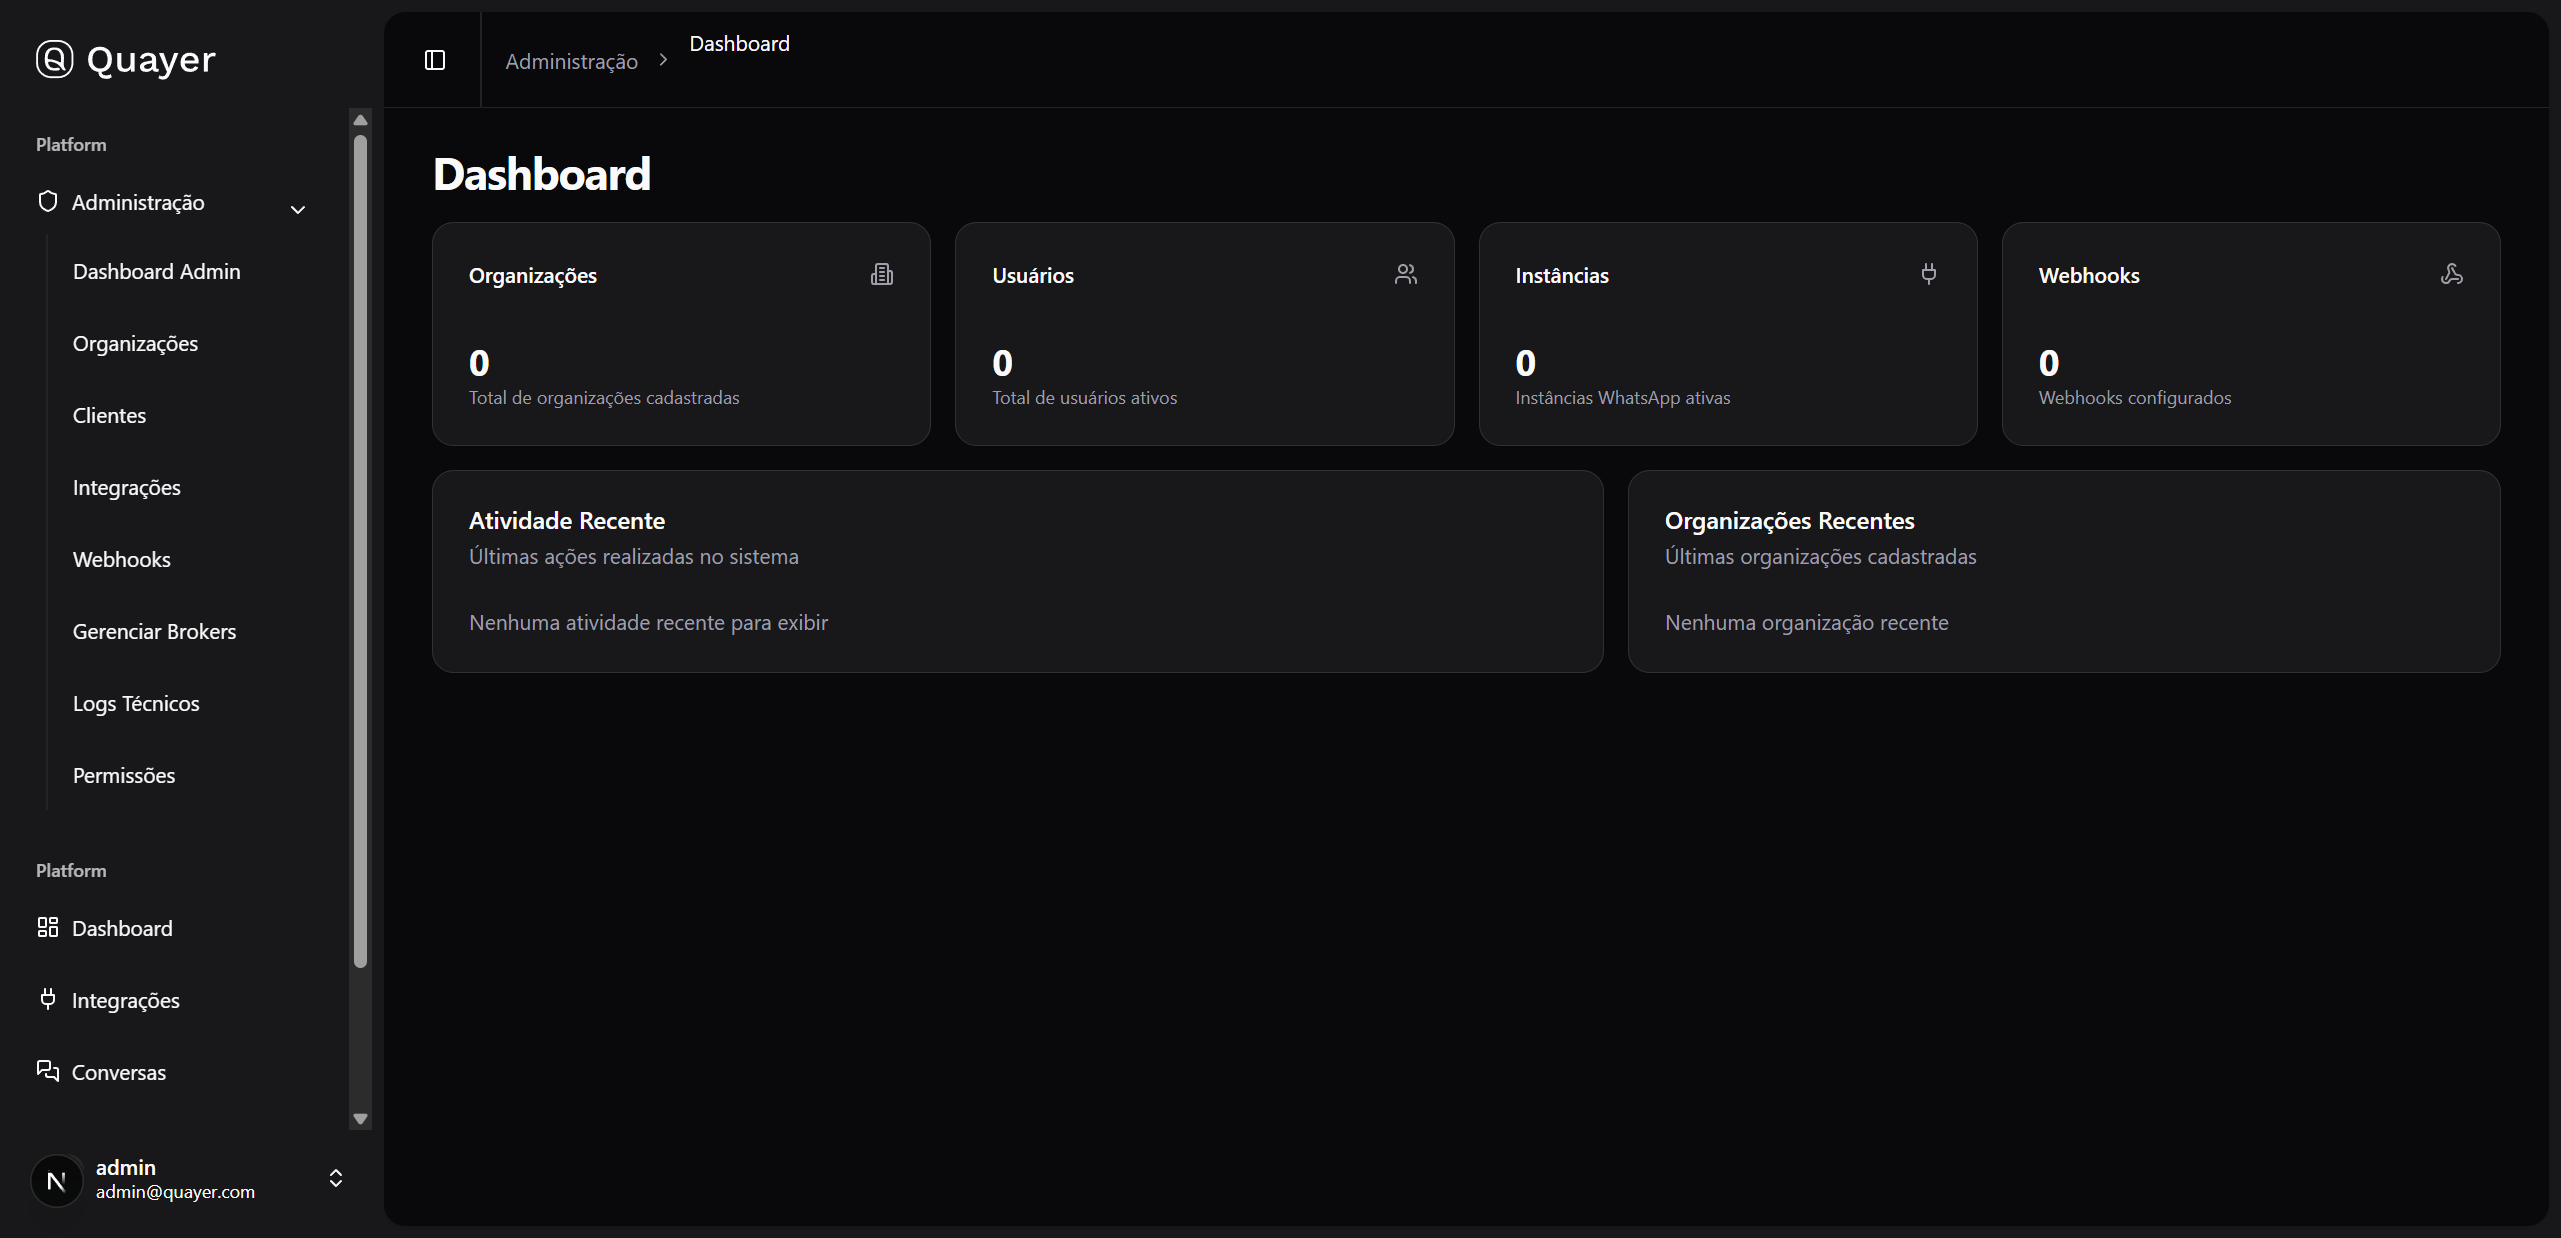 Quayer
Platform
Administração
Dashboard Admin
Organizações
Clientes
Integrações
Webhooks
Gerenciar Brokers
Logs Técnicos
Permissões
Platform
Dashboard
Integrações
Conversas
N
admin
admin@quayer.com
Administração
Dashboard
Dashboard
Organizações
0
Total de organizações cadastradas
Usuários
0
Total de usuários ativos
Instâncias
0
Instâncias WhatsApp ativas
Webhooks
0
Webhooks configurados
Atividade Recente
Últimas ações realizadas no sistema
Nenhuma atividade recente para exibir
Organizações Recentes
Últimas organizações cadastradas
Nenhuma organização recente